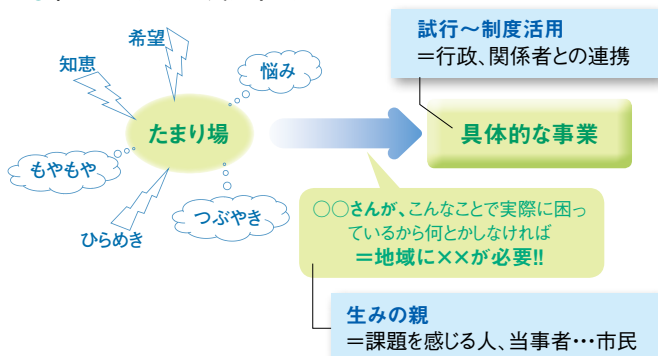 希望
知恵
悩み
たまり場
もやもや
つぶやき
ひらめき
試行～制度活用
＝行政、関係者との連携
具体的な事業
〇〇さんが、こんなことで実際に困っ
ているから何とかしなければ
＝地域に××が必要!!
生みの親
＝課題を感じる人、当事者･･･市民